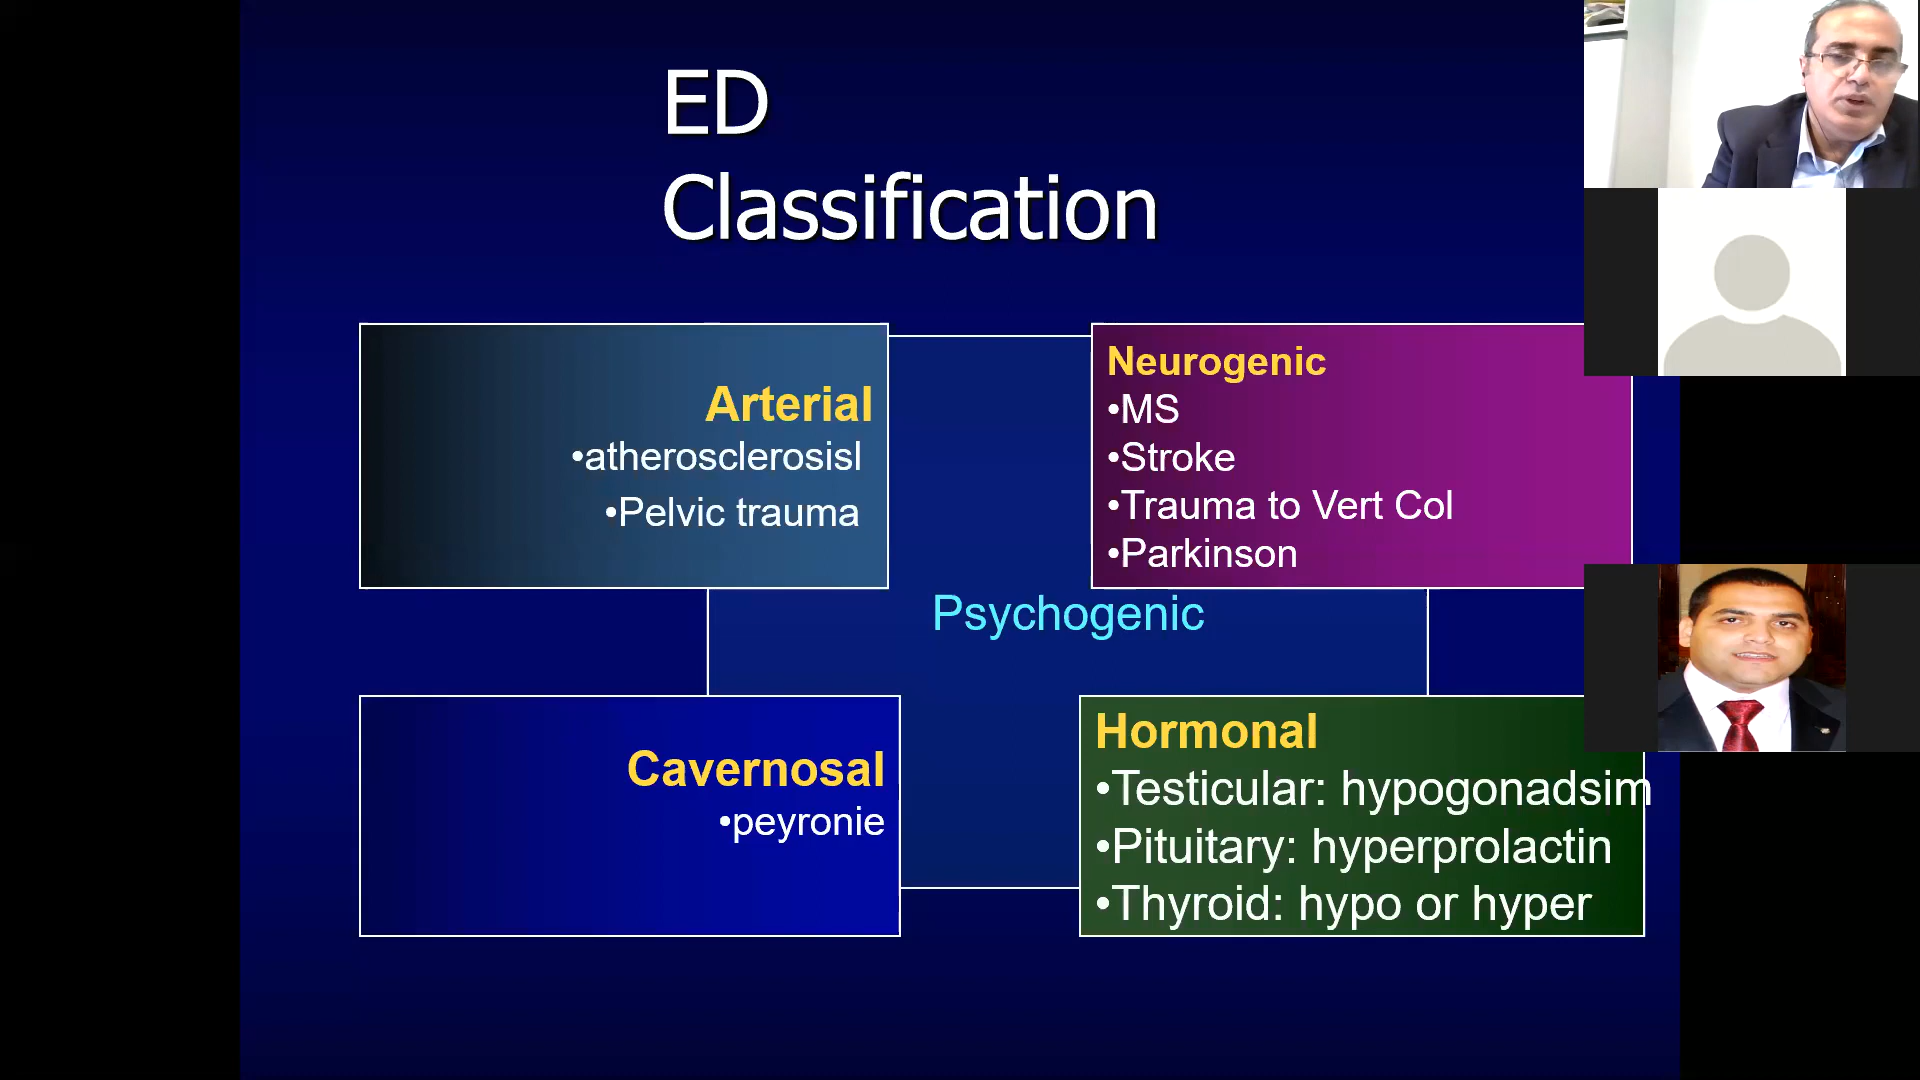 ED
Classification
Arterial
•atherosclerosisl
•Pelvic trauma
Neurogenic
•MS
•Stroke
•Trauma to Vert Col
•Parkinson
Psychogenic
Cavernosal
•peyronie
Hormonal
•Testicular: hypogonadsim
•Pituitary: hyperprolactin
•Thyroid: hypo or hyper